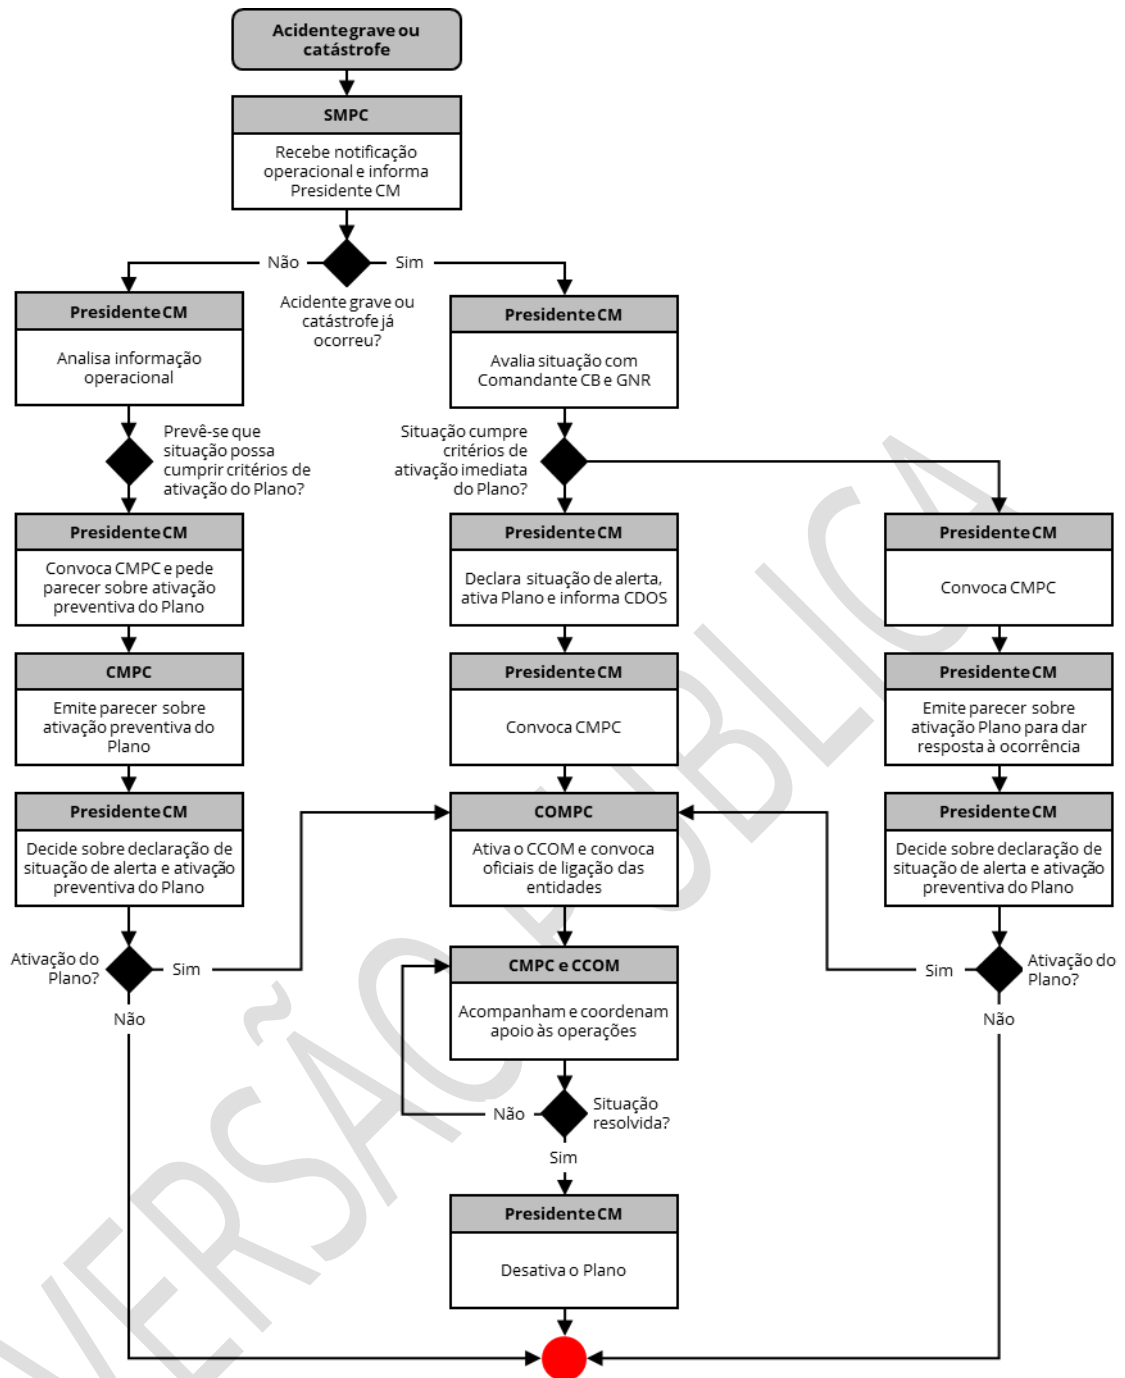 Acidente grave ou
catástrofe
SMPC
Recebe notificação
operacional e informa
Presidente CM
Não
Sim
Acidente grave ou
catástrofe já
ocorreu?
Presidente CM
Analisa informação
operacional
Presidente CM
Avalia situação com
Comandante CB e GNR
Prevê-se que
situação possa
cumprir critérios de
ativação do Plano?
Situação cumpre
critérios de
ativação imediata
do Plano?
Presidente CM
Convoca CMPC e pede
parecer sobre ativação
preventiva do Plano
Presidente CM
Declara situação de alerta,
ativa Plano e informa CDOS
Presidente CM
Convoca CMPC
CMPC
Emite parecer sobre
ativação preventiva do
Plano
Presidente CM
Convoca CMPC
Presidente CM
Emite parecer sobre
ativação Plano para dar
resposta à ocorrência
Presidente CM
Decide sobre declaração de
situação de alerta e ativação
preventiva do Plano
COMPC
Ativa o CCOM e convoca
oficiais de ligação das
entidades
Presidente CM
Decide sobre declaração de
situação de alerta e ativação
preventiva do Plano
Ativação do
Plano?
Sim
Não
CMPC e CCOM
Acompanham e coordenam
apoio às operações
Sim
Ativação do
Plano?
Não
Não
Situação
resolvida?
Sim
Presidente CM
Desativa o Plano
VERSÃO PUBLICA